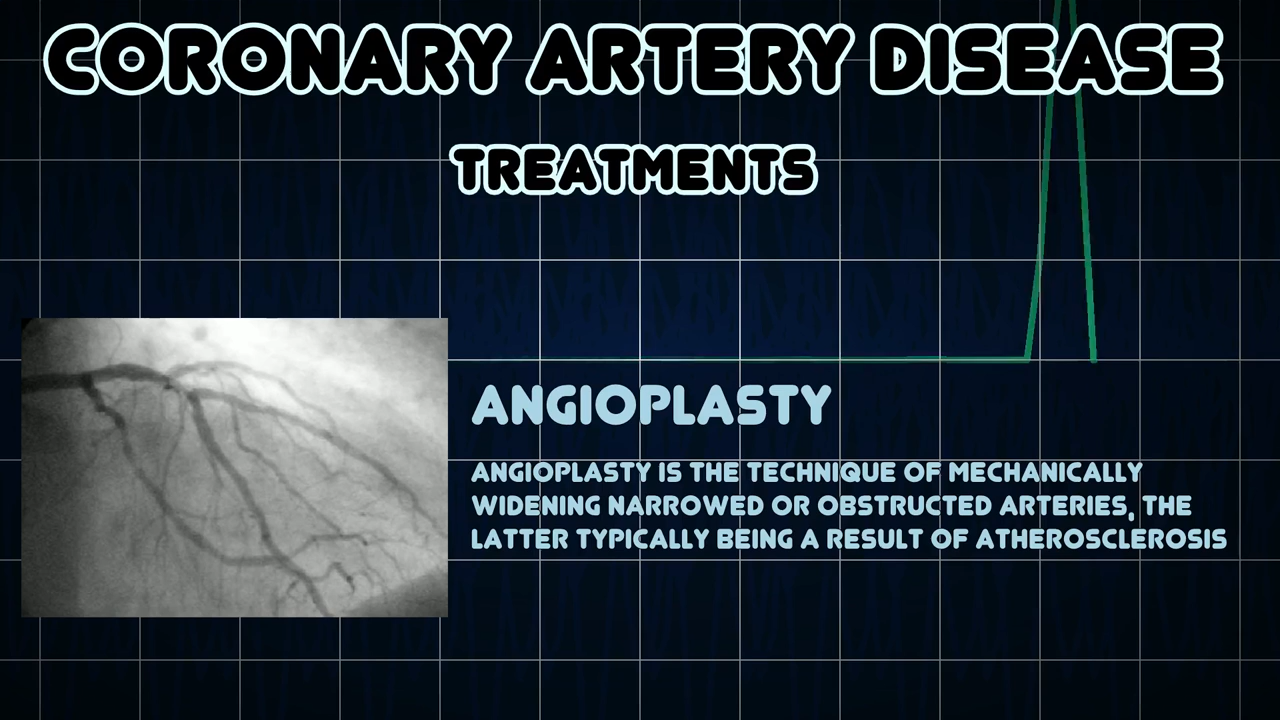 CORONARY ARTERY DISEASE
TREATMENTS
ANGIOPLASTY
ANGIOPLASTY IS THE TECHNIQUE OF MECHANICALLY
WIDENING NARROWED OR OBSTRUCTED ARTERIES, THE
LATTER TYPICALLY BEING A RESULT OF ATHEROSCLEROSIS